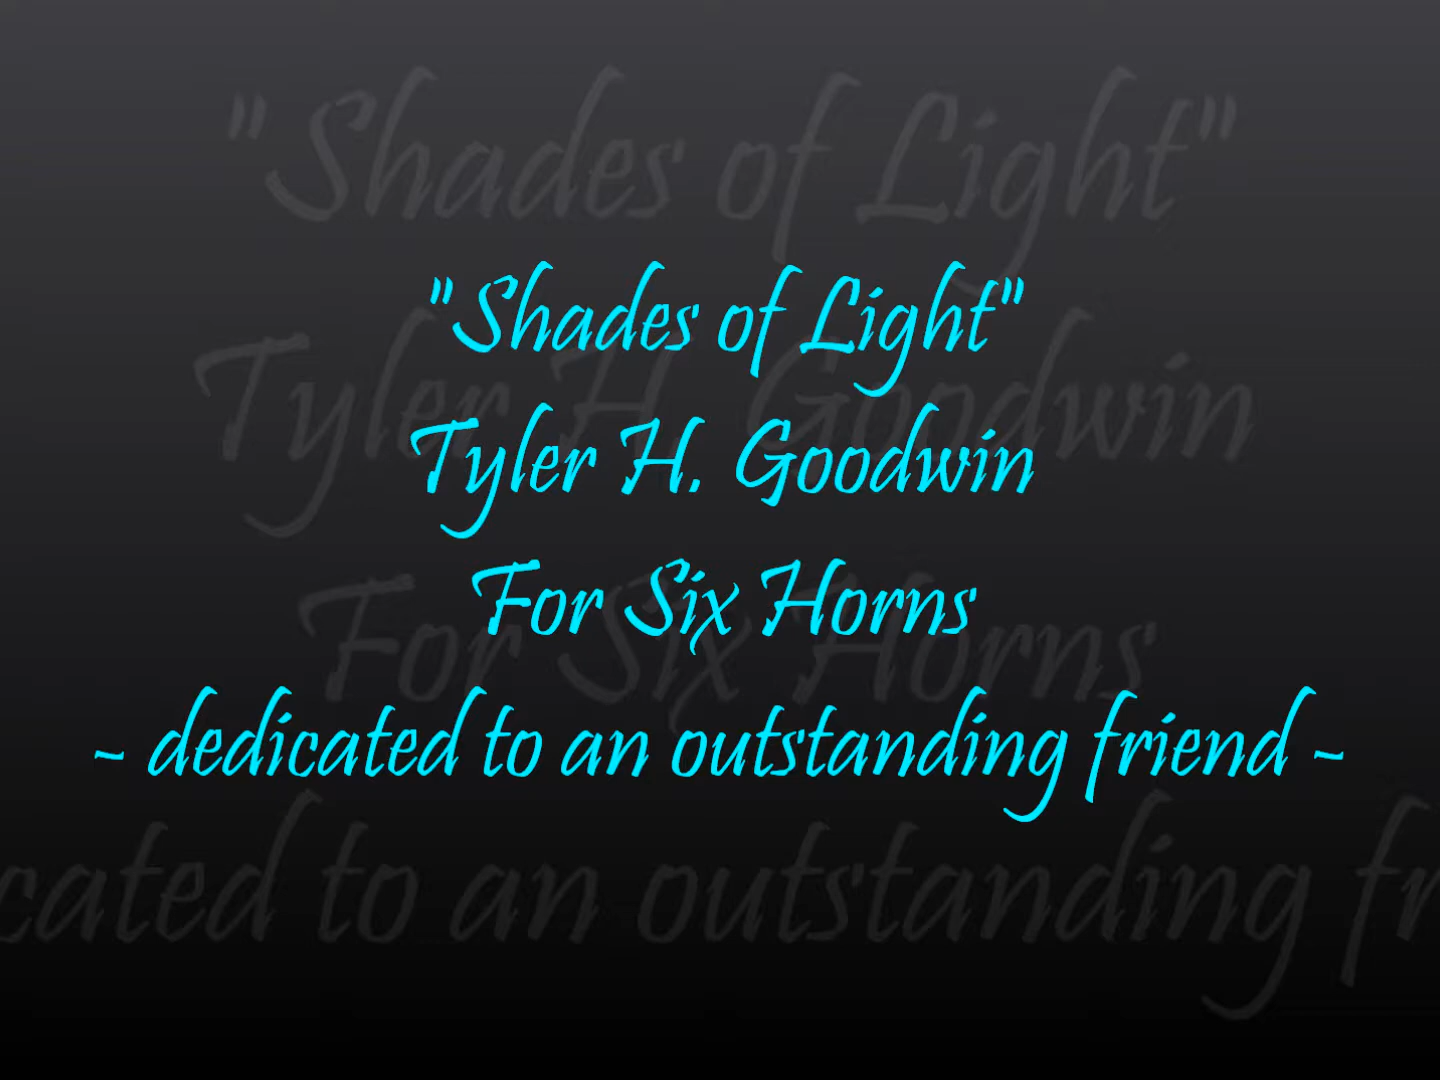 "Shades of Light"
Tyler H. Goodwin
For Six Horns
~ dedicated to an outstanding friend ~